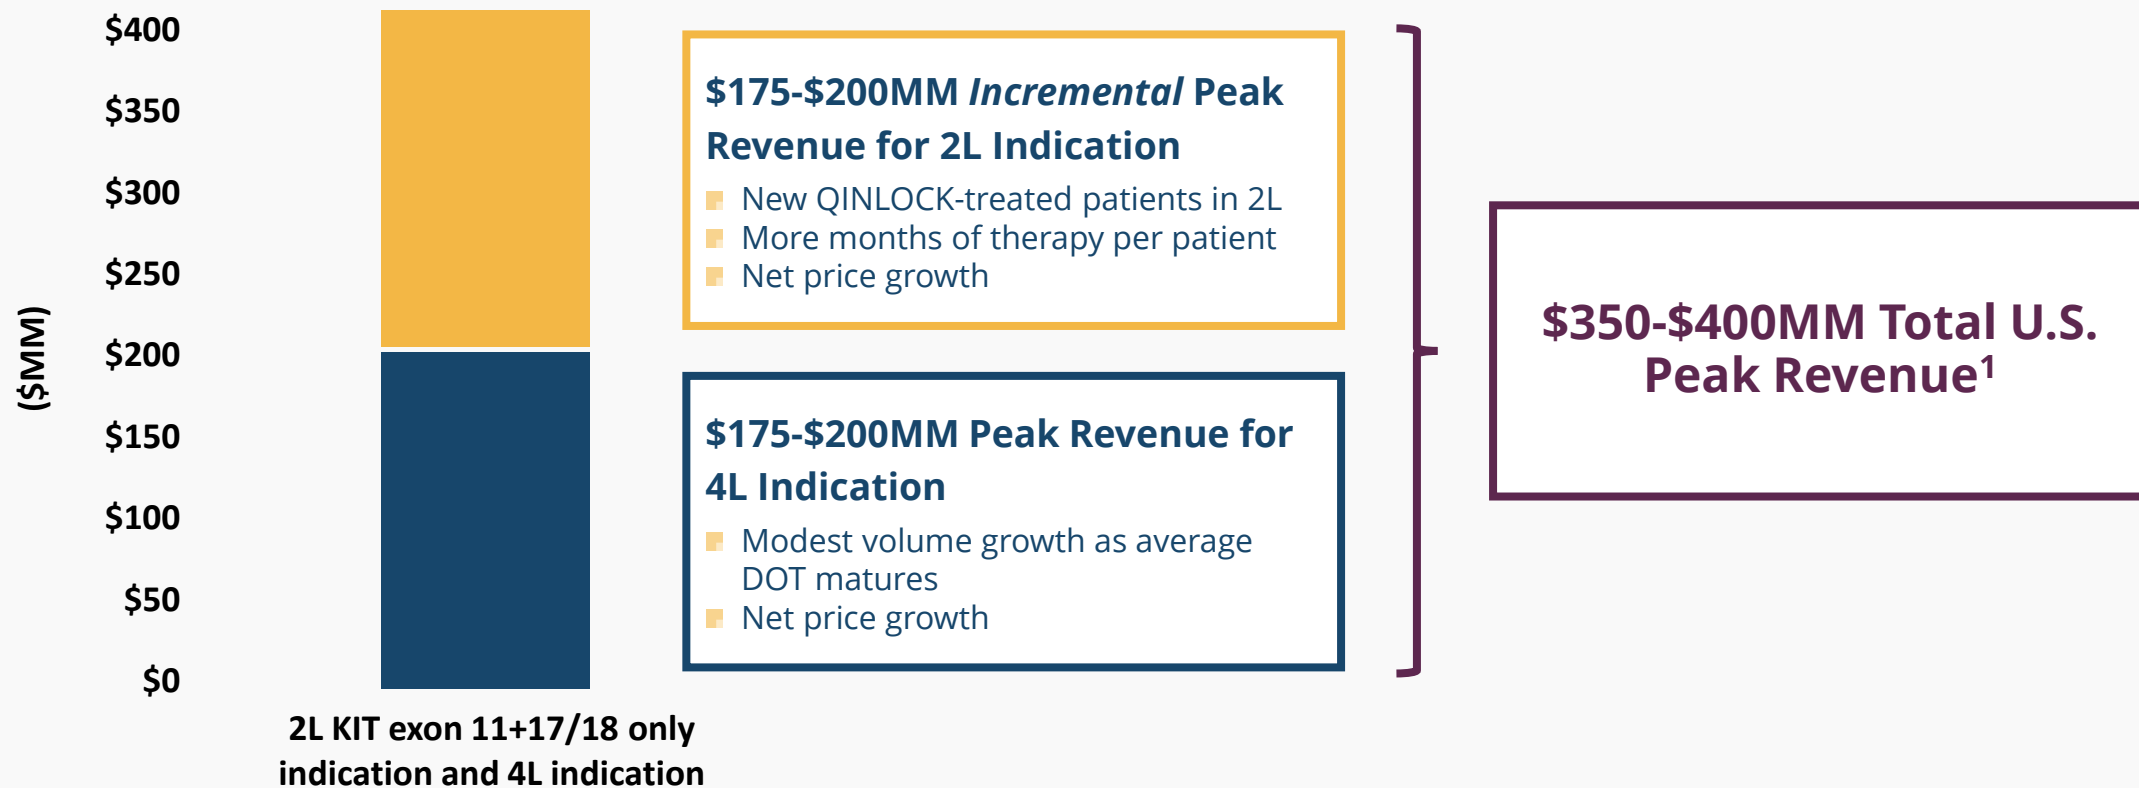 ($MM)
$400
$350
$300
$250
$200
$150
$100
$50
$0
2L KIT exon 11+17/18 only
indication and 4L indication
$175-$200MM Incremental Peak
Revenue for 2L Indication
New QINLOCK-treated patients in 2L
More months of therapy per patient
Net price growth
$175-$200MM Peak Revenue for
4L Indication
Modest volume growth as average
DOT matures
Net price growth
$350-$400MM Total U.S.
Peak Revenue¹